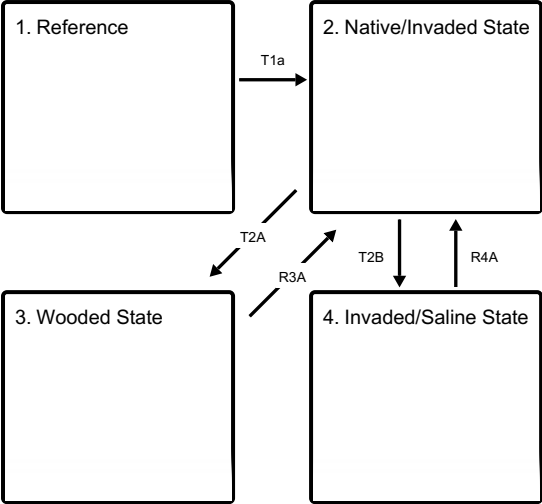 1. Reference
2. Native/Invaded State
T1a
T2A
R3A
T2B
R4A
3. Wooded State
4. Invaded/Saline State